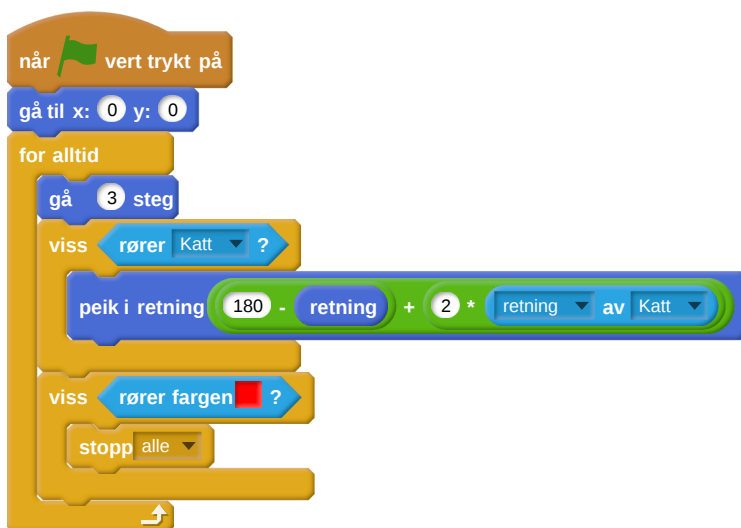 når vert trykt på
gå til x: 0 y: 0
for alltid
gå 3 steg
viss rører Katt ?
peik i retning 180 - retning + 2 * retning av Katt
viss rører fargen ?
stopp alle